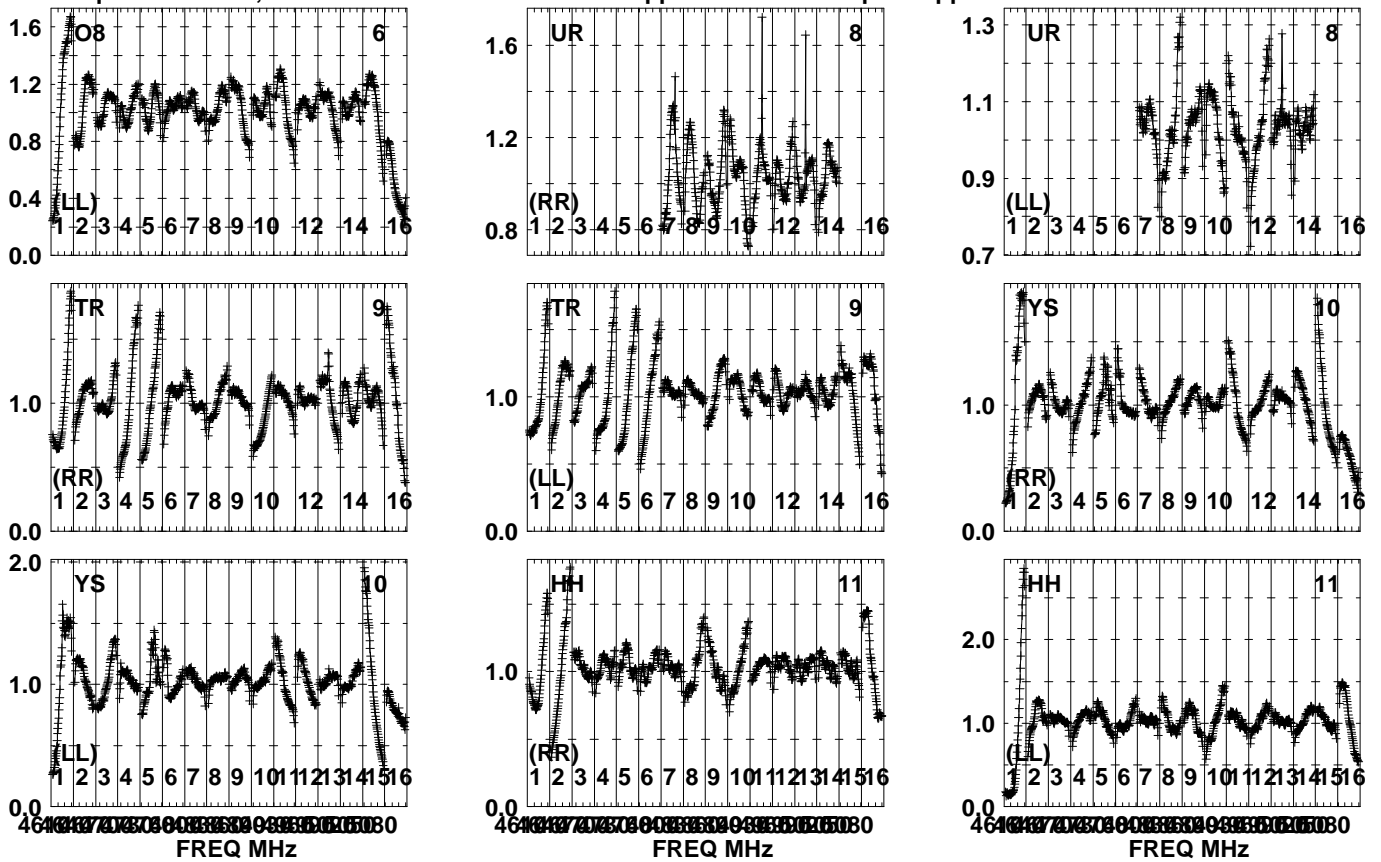 1.6 O8 6
1.2
0.8
0.4
(LL)
1 2 3 4 5 6 7 8 9 10 12 14 16
0.0
UR 8
1.6
1.2
(RR)
0.8
1 2 3 4 5 6 7 8 9 10 12 14 16
1.3 UR 8
1.1
0.9
(LL)
1 2 3 4 5 6 7 8 9 10 12 14 16
0.7
TR 9
1.0
(RR)
1 2 3 4 5 6 7 8 9 10 12 14 16
0.0
TR 9
1.0
(LL)
1 2 3 4 5 6 7 8 9 10 12 14 16
0.0
YS 10
1.0
(RR)
1 2 3 4 5 6 7 8 9 10 12 14 16
0.0
2.0 YS 10
1.0
(LL)
1 2 3 4 5 6 7 8 9 10 11 12 13 14 15 16
0.0
FREQ MHz
HH 11
1.0
(RR)
1 2 3 4 5 6 7 8 9 10 11 12 13 14 15 16
0.0
FREQ MHz
HH 11
2.0
1.0
(LL)
1 2 3 4 5 6 7 8 9 10 11 12 13 14 15 16
0.0
FREQ MHz